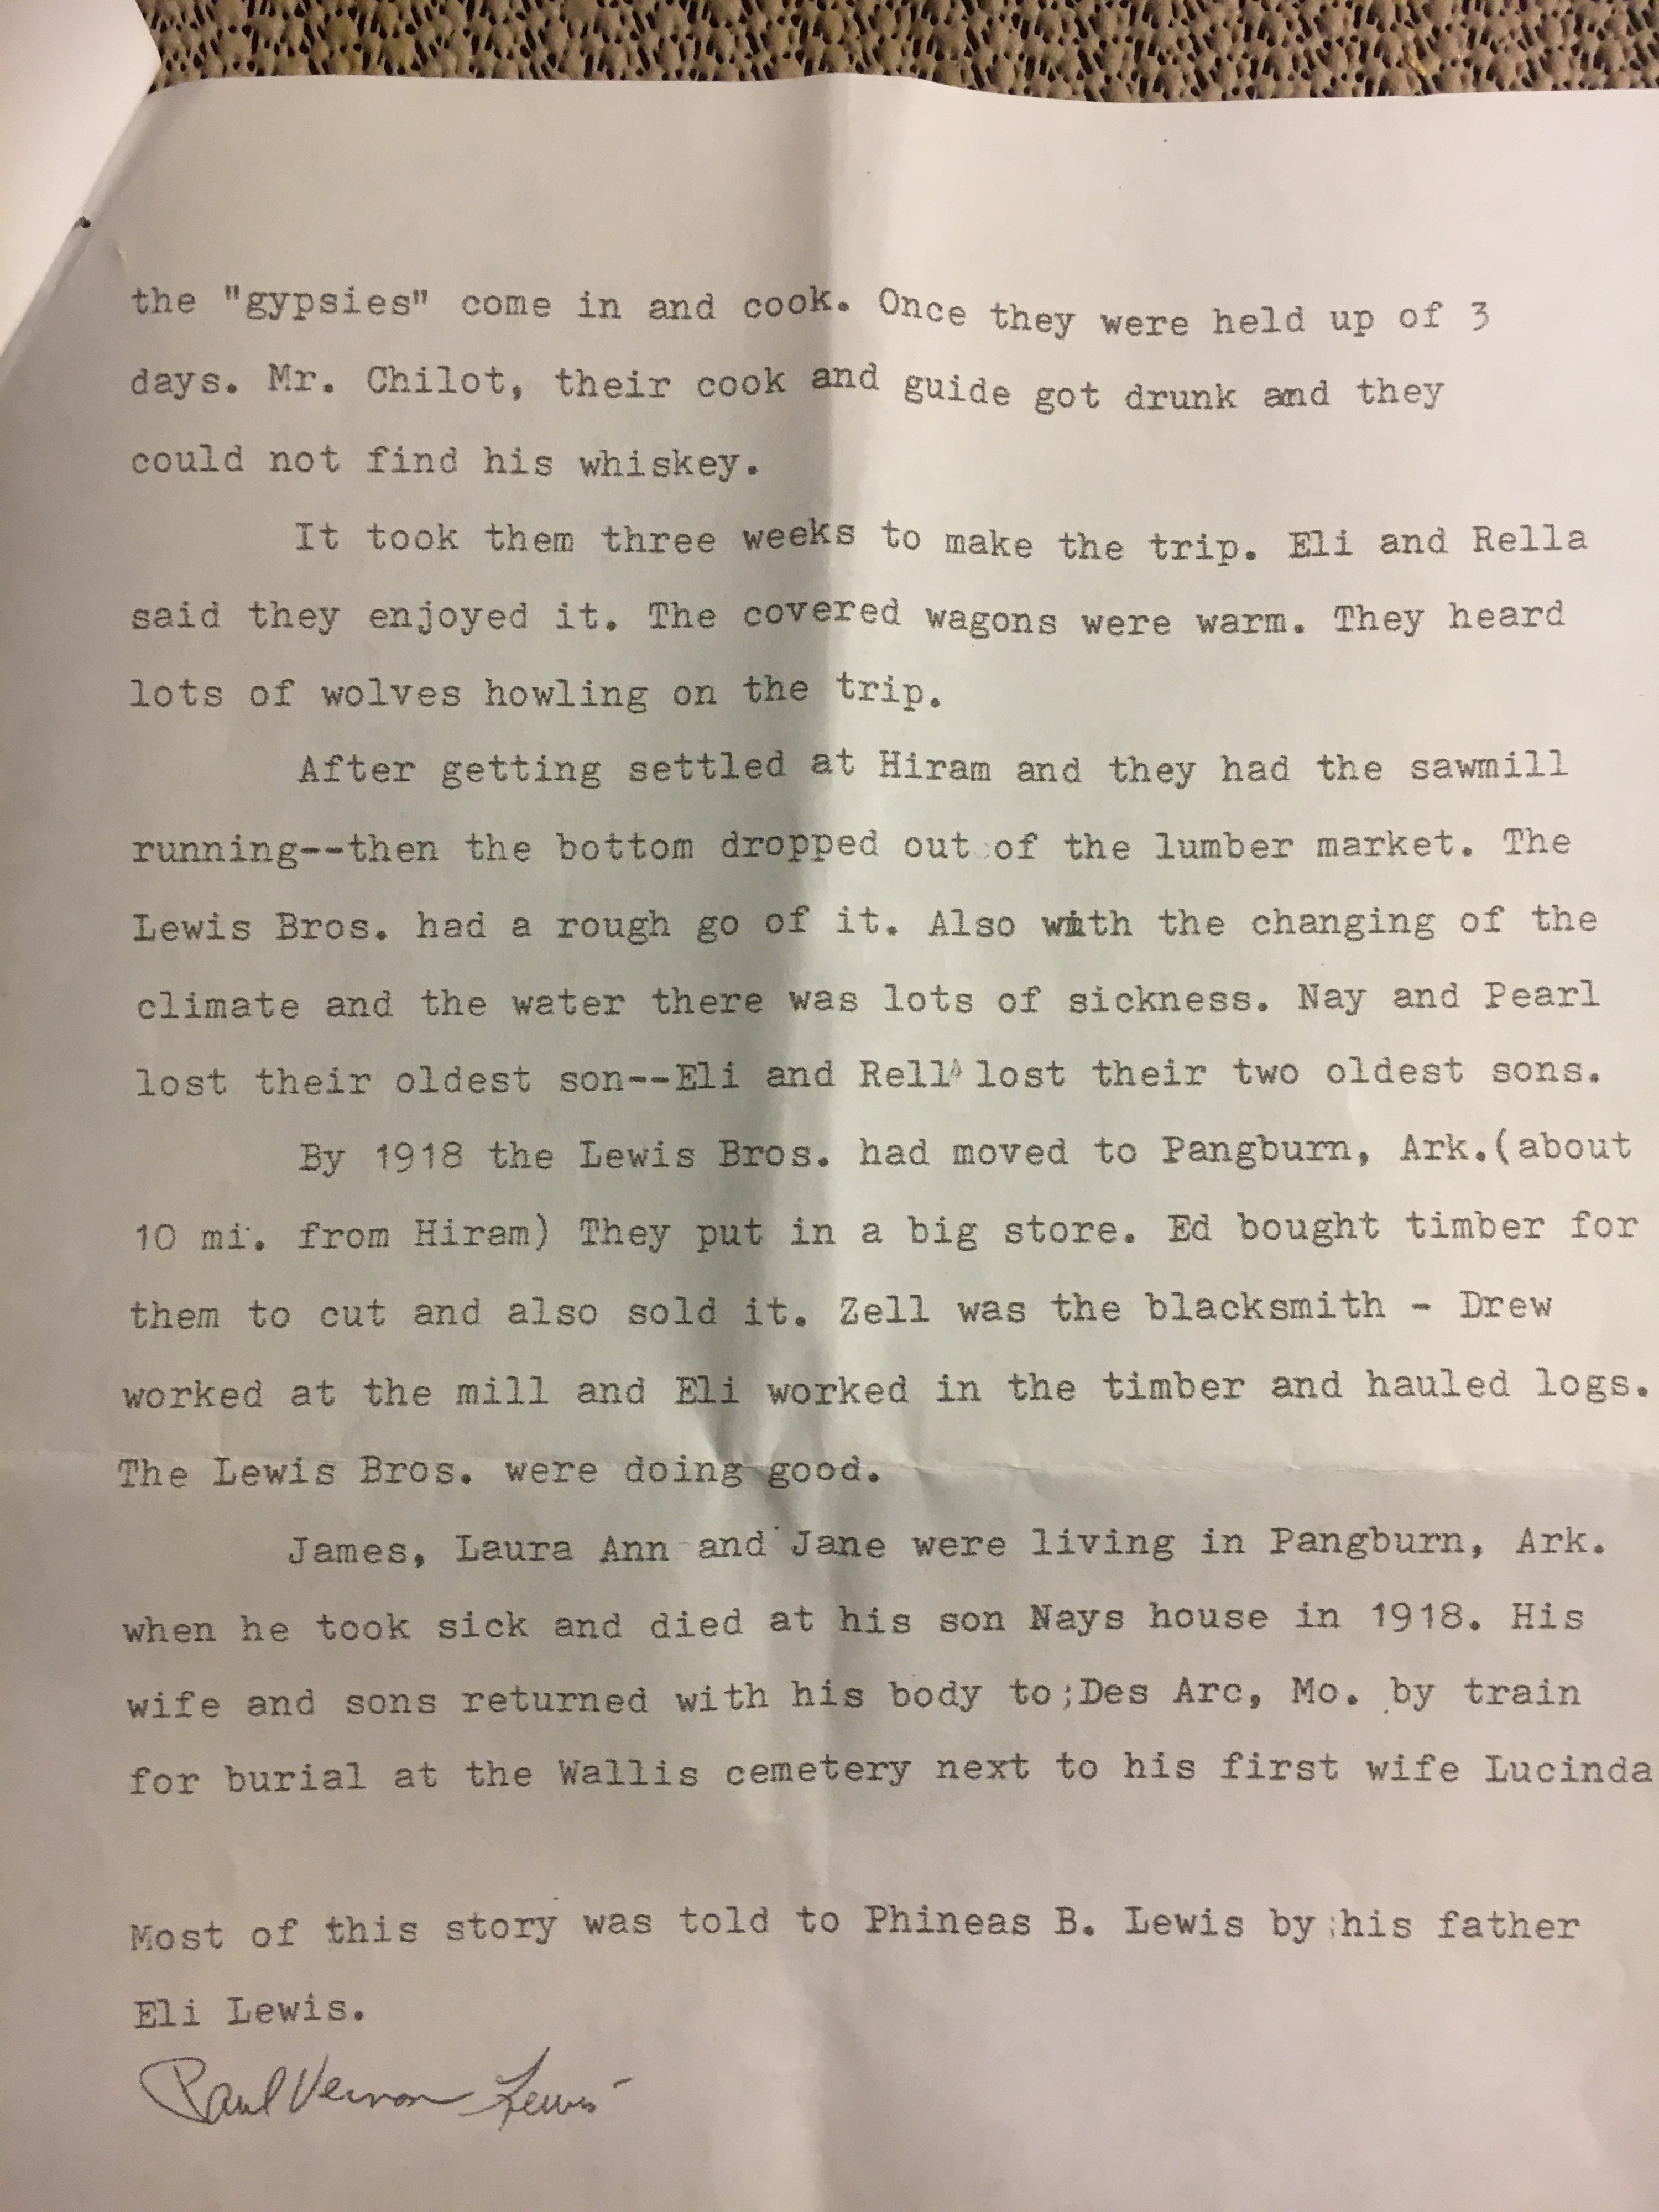 the "gypsies" come in and cook. Once they were held up of 3
days. Mr. Chilot, their cook and guide got drunk and they
could not find his whiskey.
It took them three weeks to make the trip. Eli and Rella
said they enjoyed it. The covered wagons were warm. They heard
lots of wolves howling on the trip.
After getting settled at Hiram and they had the sawmill
running--then the bottom dropped out of the lumber market. The
Lewis Bros. had a rough go of it. Also with the changing of the
climate and the water there was lots of sickness. Nay and Pearl
lost their oldest son--Eli and Rella lost their two oldest sons.
By 1918 the Lewis Bros. had moved to Pangburn, Ark.(about
10 mi. from Hiram) They put in a big store. Ed bought timber for
them to cut and also sold it. Zell was the blacksmith - Drew
worked at the mill and Eli worked in the timber and hauled logs.
The Lewis Bros. were doing good.
James, Laura Ann and Jane were living in Pangburn, Ark.
when he took sick and died at his son Nays house in 1918. His
wife and sons returned with his body to;Des Arc, Mo. by train
for burial at the Wallis cemetery next to his first wife Lucinda
Most of this story was told to Phineas B. Lewis by his father
Eli Lewis.
Paul Vernon Lewis